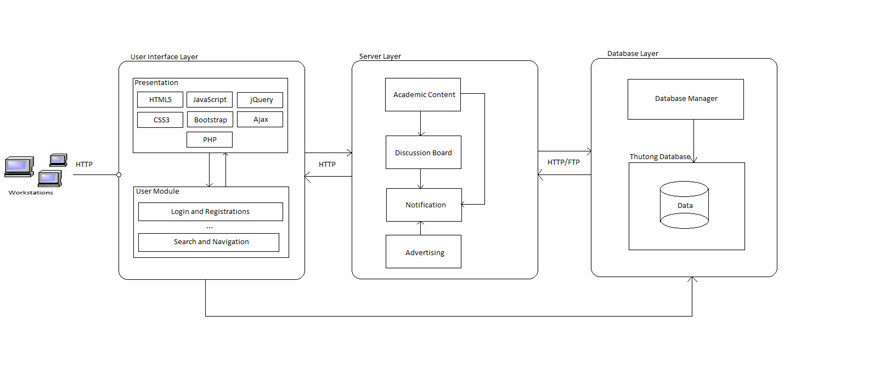 User Interface Layer
Server Layer
Database Layer
Presentation
HTML5
JavaScript
jQuery
CSS3
Bootstrap
Ajax
PHP
User Module
Login and Registrations
...
Search and Navigation
HTTP
Workstations
HTTP
Academic Content
Discussion Board
Notification
Advertising
HTTP/FTP
Database Manager
Thutong Database
Data